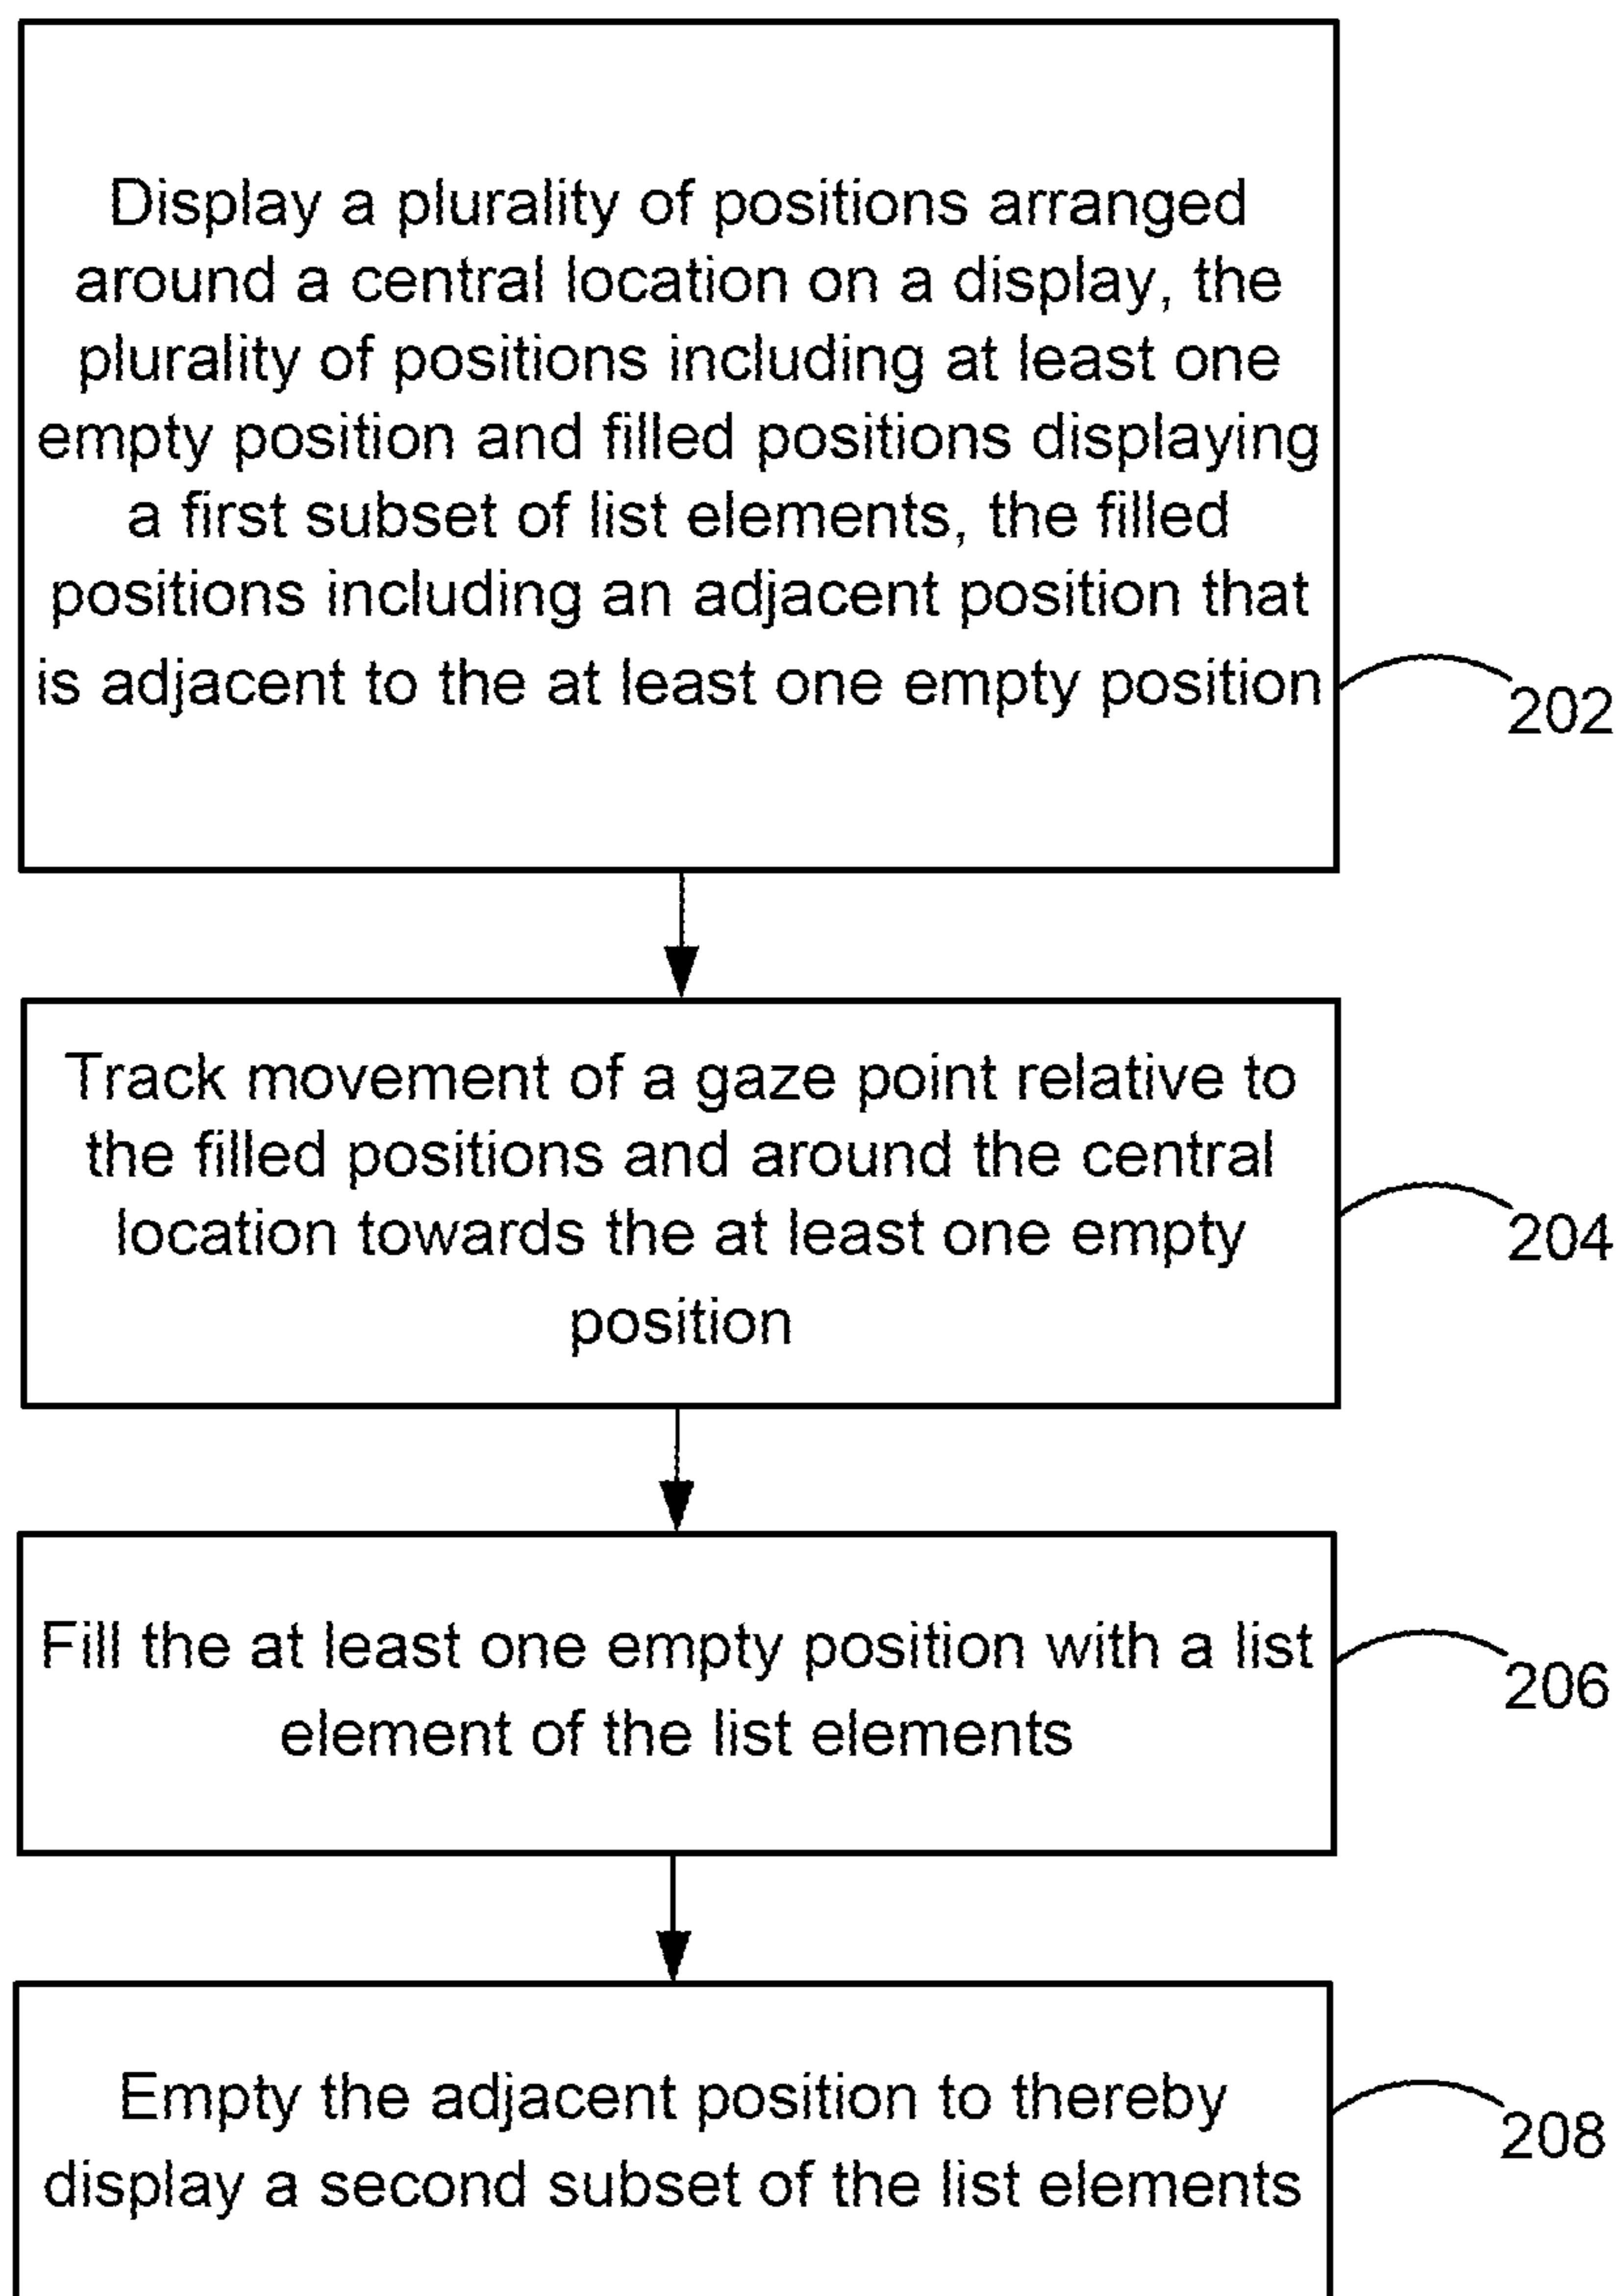 Display a plurality of positions arranged
around a central location on a display, the
plurality of positions including at least one
empty position and filled positions displaying
a first subset of list elements, the filled
positions including an adjacent position that
is adjacent to the at least one empty position
202
Track movement of a gaze point relative to
the filled positions and around the central
location towards the at least one empty
position
204
Fill the at least one empty position with a list
element of the list elements
206
Empty the adjacent position to thereby
display a second subset of the list elements
208